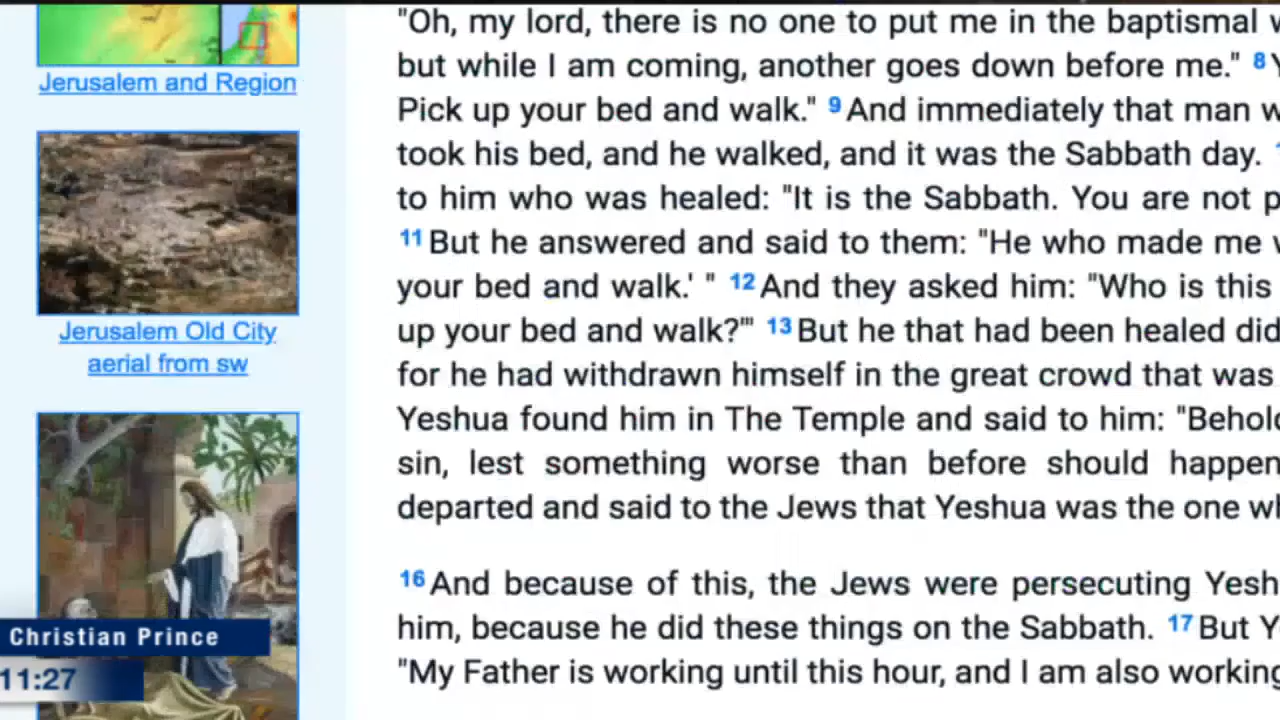 Jerusalem and Region
Jerusalem Old City
aerial from sw
Christian Prince
11:27
"Oh, my lord, there is no one to put me in the baptismal
but while I am coming, another goes down before me." 8
Pick up your bed and walk." 9 And immediately that man
took his bed, and he walked, and it was the Sabbath day.
to him who was healed: "It is the Sabbath. You are not
11 But he answered and said to them: "He who made me
your bed and walk.' " 12 And they asked him: "Who is this
up your bed and walk?'" 13 But he that had been healed did
for he had withdrawn himself in the great crowd that was
Yeshua found him in The Temple and said to him: "Behold
sin, lest something worse than before should happen
departed and said to the Jews that Yeshua was the one
16 And because of this, the Jews were persecuting Yesh
him, because he did these things on the Sabbath. 17 But Y
"My Father is working until this hour, and I am also working